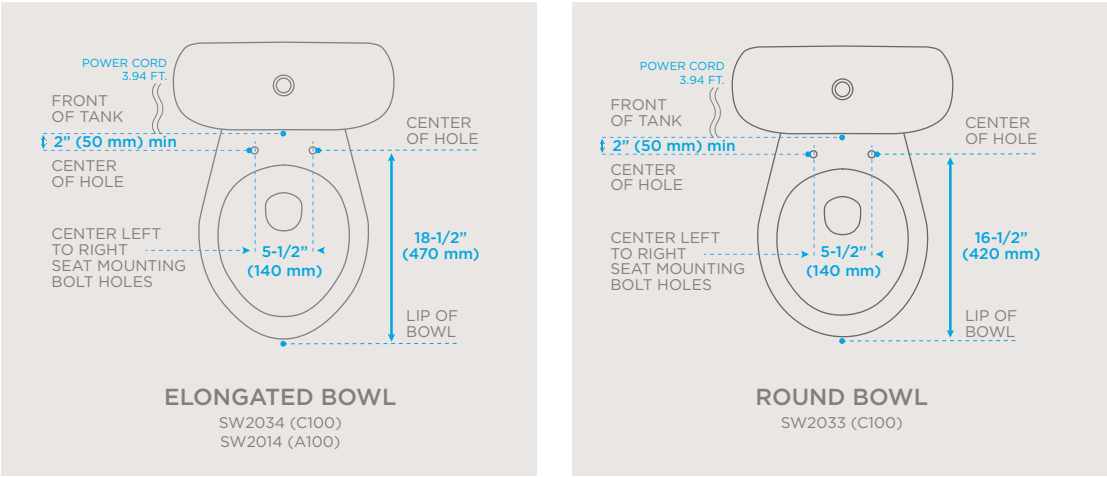 POWER CORD
3.94 FT.
FRONT
OF TANK
2” (50 mm) min
CENTER
OF HOLE
CENTER
OF HOLE
CENTER LEFT
TO RIGHT
SEAT MOUNTING
BOLT HOLES
5-1/2”
(140 mm)
18-1/2”
(470 mm)
LIP OF
BOWL
ELONGATED BOWL
SW2034 (C100)
SW2014 (A100)
POWER CORD
3.94 FT.
FRONT
OF TANK
2” (50 mm) min
CENTER
OF HOLE
CENTER
OF HOLE
CENTER LEFT
TO RIGHT
SEAT MOUNTING
BOLT HOLES
5-1/2”
(140 mm)
16-1/2”
(420 mm)
LIP OF
BOWL
ROUND BOWL
SW2033 (C100)